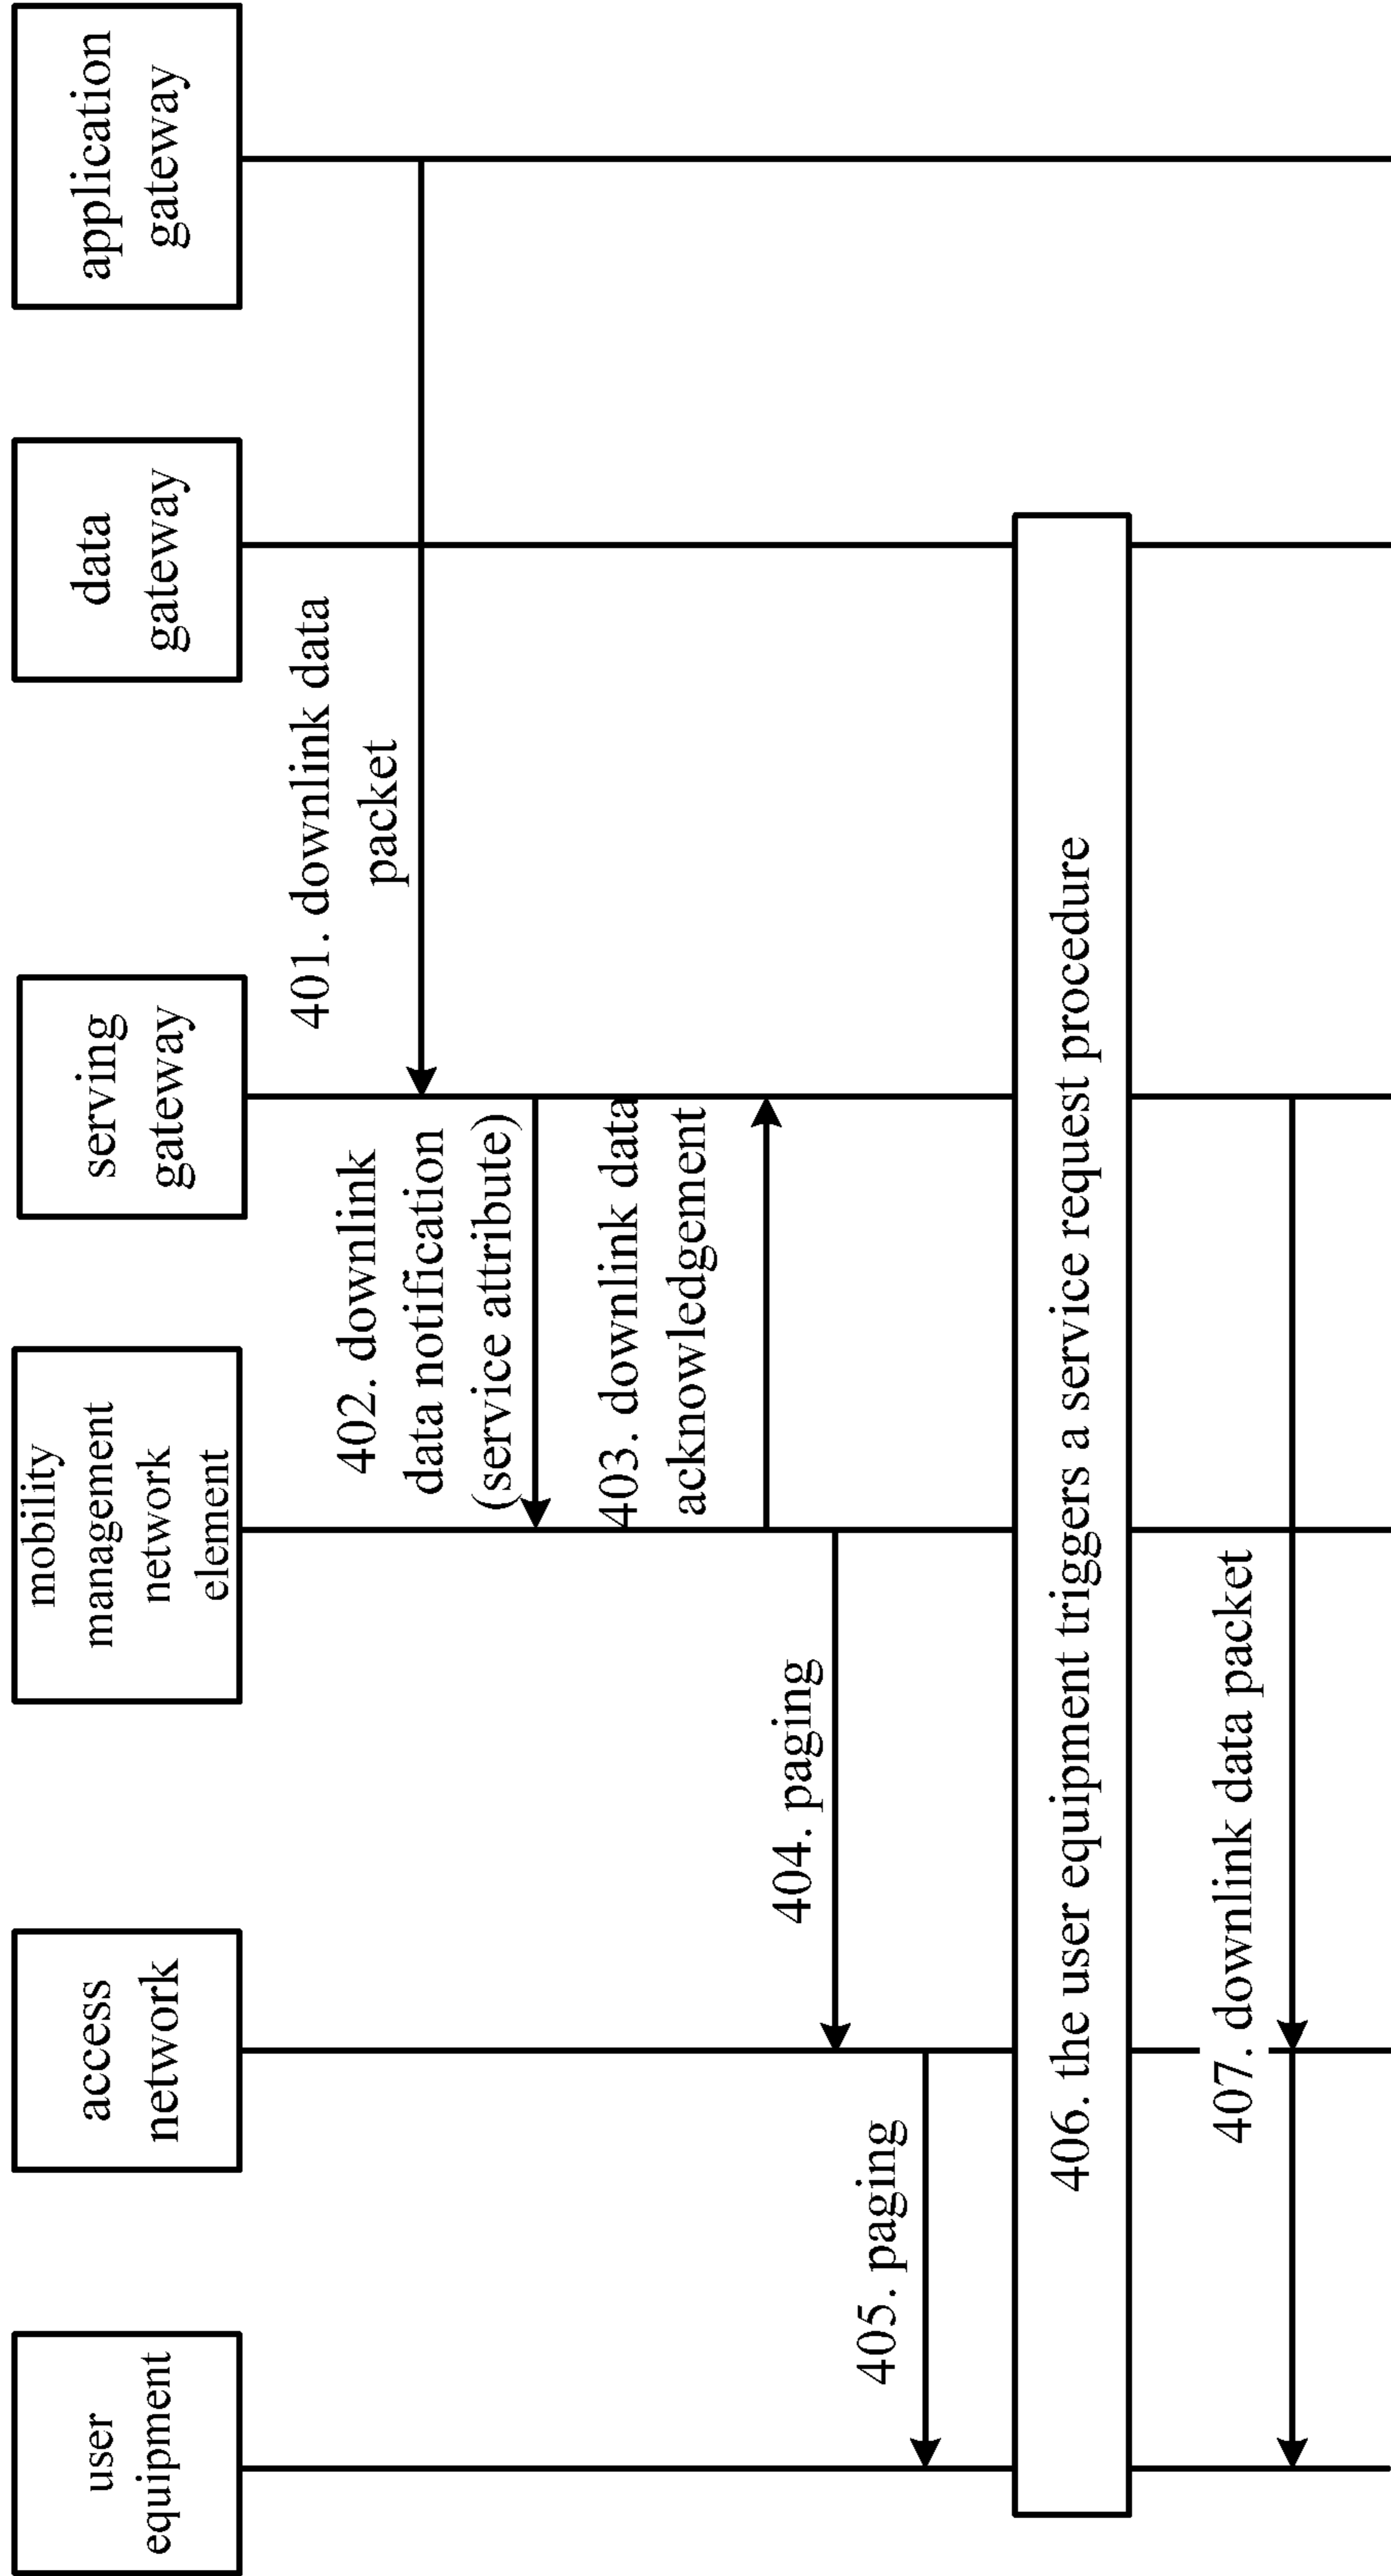 user
equipment
access
network
mobility
management
network
element
serving
gateway
data
gateway
application
gateway
401. downlink data
packet
402. downlink
data notification
(service attribute)
403. downlink data
acknowledgement
404. paging
405. paging
406. the user equipment triggers a service request procedure
407. downlink data packet